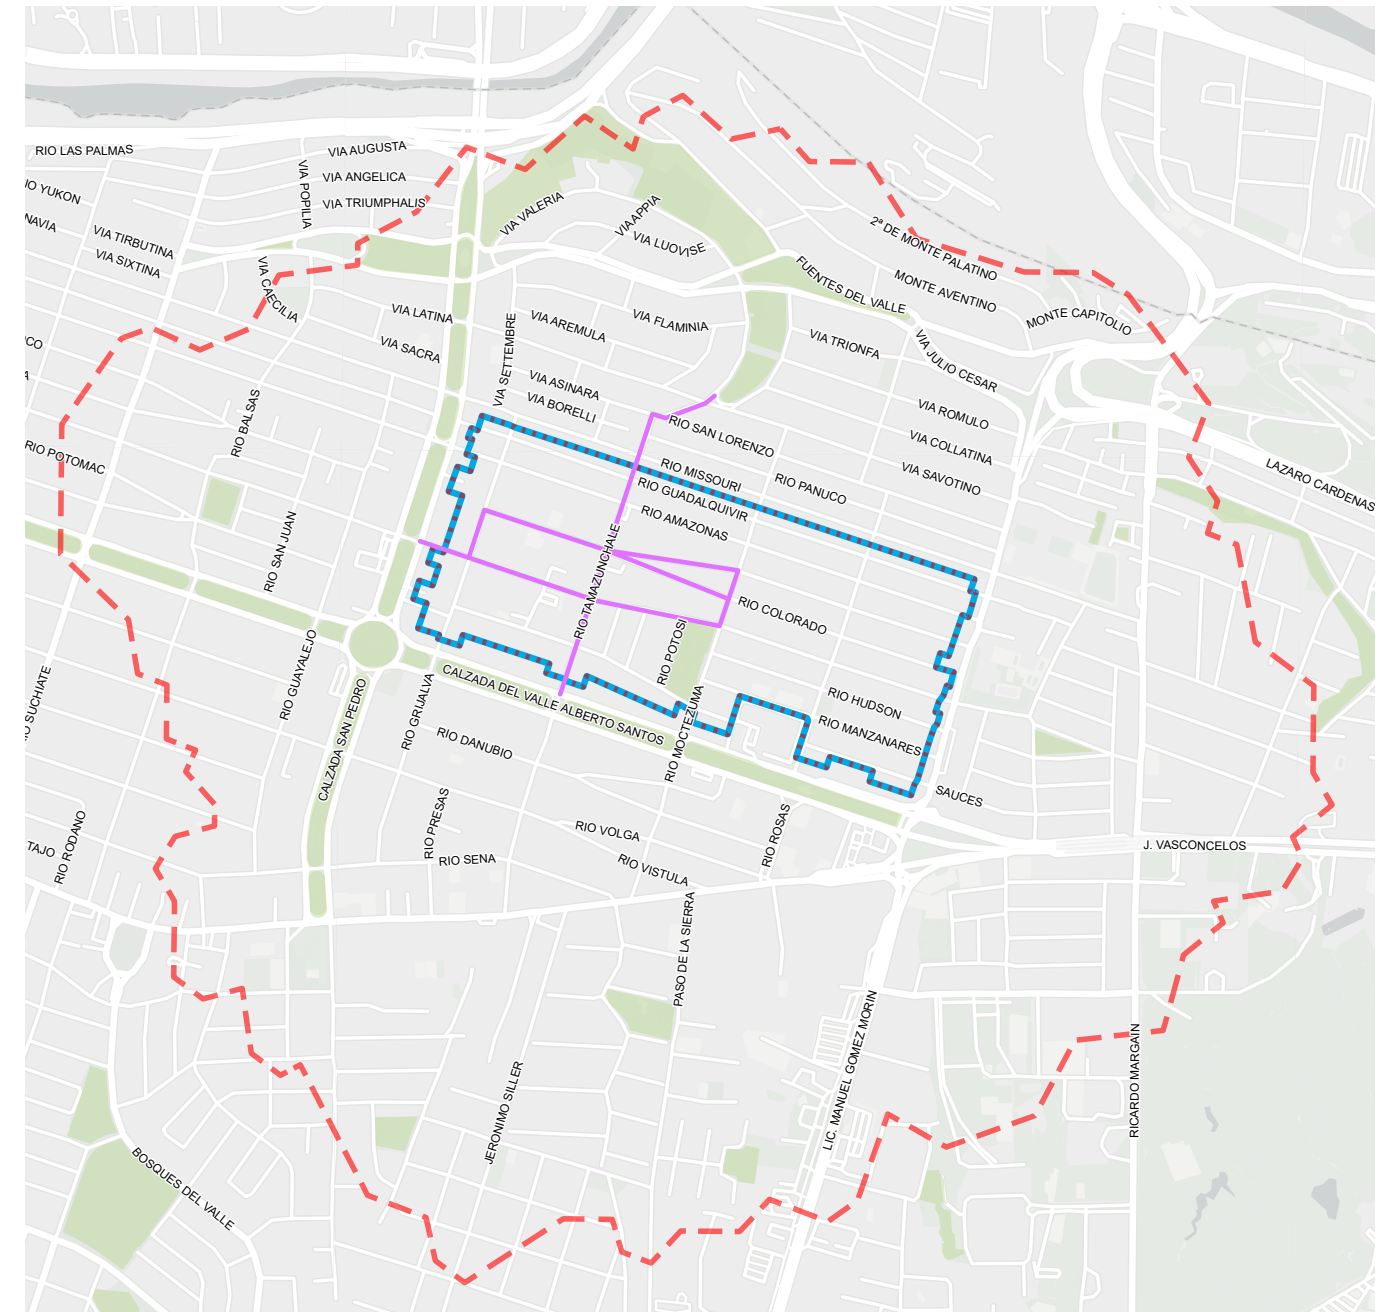 RIO LAS PALMAS
VIA AUGUSTA
VIA ANGELICA
VIA POPILIA
VIA TRIUMPHALIS
IO YUKON
NAVIA
VIA TIRBUTINA
VIA SIXTINA
VIA CAECILIA
VIA VALERIA
VIA APPIA
VIA LUOVISE
2ª DE MONTE PALATINO
FUENTES DEL VALLE
MONTE AVENTINO
MONTE CAPITOLIO
VIA LATINA
VIA SACRA
VIA SETTEMBRE
VIA AREMULA
VIA FLAMINIA
VIA TRIONFA
VIA JULIO CESAR
CO
A
VIA ASINARA
VIA BORELLI
VIA ROMULO
VIA COLLATINA
VIA SAVOTINO
RIO BALSAS
RIO POTOMAC
RIO SAN LORENZO
RIO MISSOURI
RIO PANUCO
RIO GUADALQUIVIR
RIO AMAZONAS
LAZARO CARDENAS
RIO SAN JUAN
RIO TAMAZUNCHALE
RIO COLORADO
RIO POTOSI
RIO GUAYALEJO
RIO SUCHIATE
CALZADA SAN PEDRO
RIO GRIJALVA
CALZADA DEL VALLE ALBERTO SANTOS
RIO MOCTEZUMA
RIO HUDSON
RIO MANZANARES
RIO DANUBIO
SAUCES
RIO PRESAS
RIO VOLGA
RIO ROSAS
J. VASCONCELOS
TAJO
RIO RODANO
RIO SENA
RIO VISTULA
PASO DE LA SIERRA
LIC. MANUEL GOMEZ MORIN
RICARDO MARGAIN
JERONIMO SILLER
BOSQUES DEL VALLE